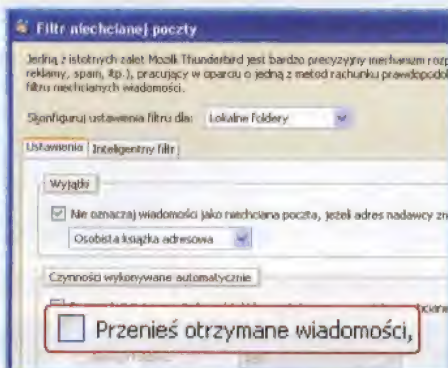 Filtr niechcianej poczty
Jedną z istotnych zalet Mozilli Thunderbird jest bardzo precyzyjny mechanizm
reklamy, spam, itp.), pracujący w oparciu o jedną z metod rachunku
filtru niechcianych wiadomości.
Skonfiguruj ustawienia filtru dla: Lokalne foldery
Ustawienia Inteligentny filtr
Wyjątki
Nie oznaczaj wiadomości jako niechciana poczta, jeżeli adres nadawcy
Osobista książka adresowa
Czynności wykonywane automatycznie
Przenieś otrzymane wiadomości,